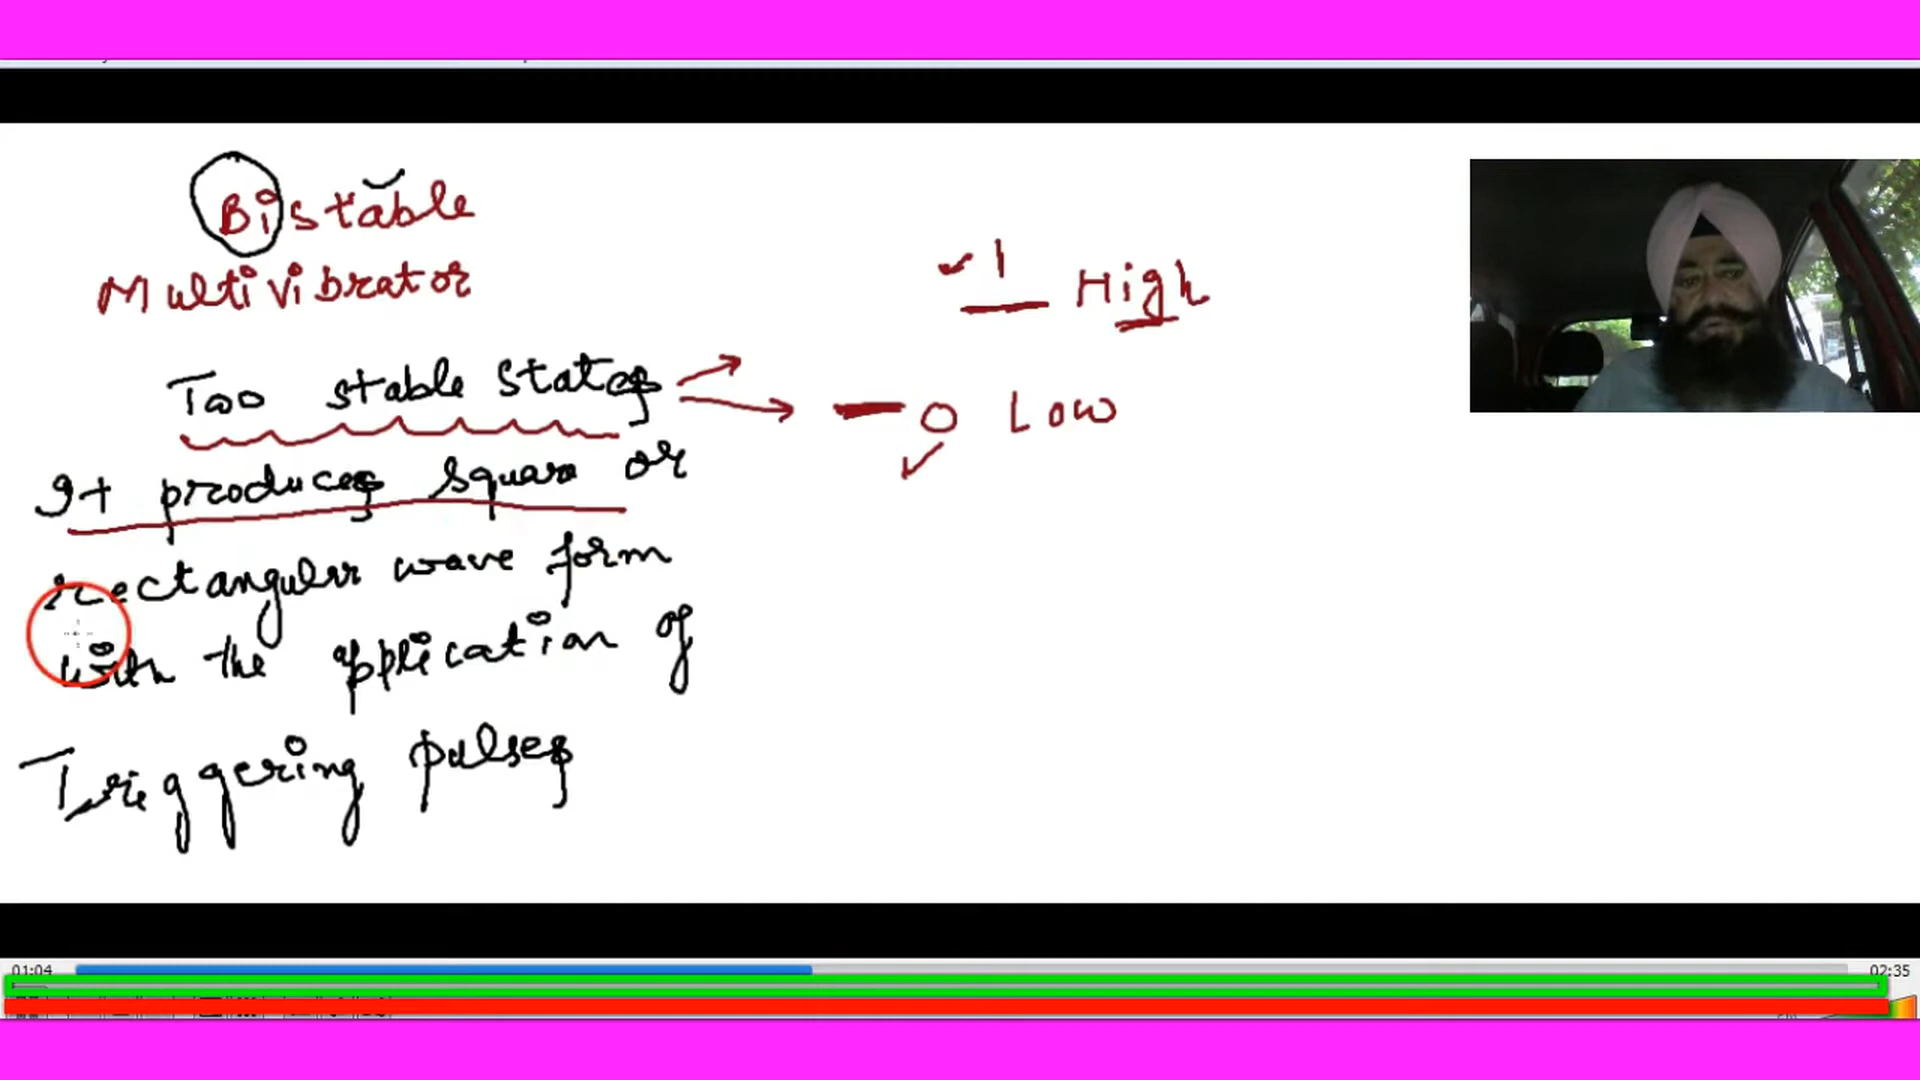 Bistable
Multivibrator
1 High
Two stable states
0 Low
It produces square or
rectangular wave form
with the application of
Triggering pulses
01:04
02:35